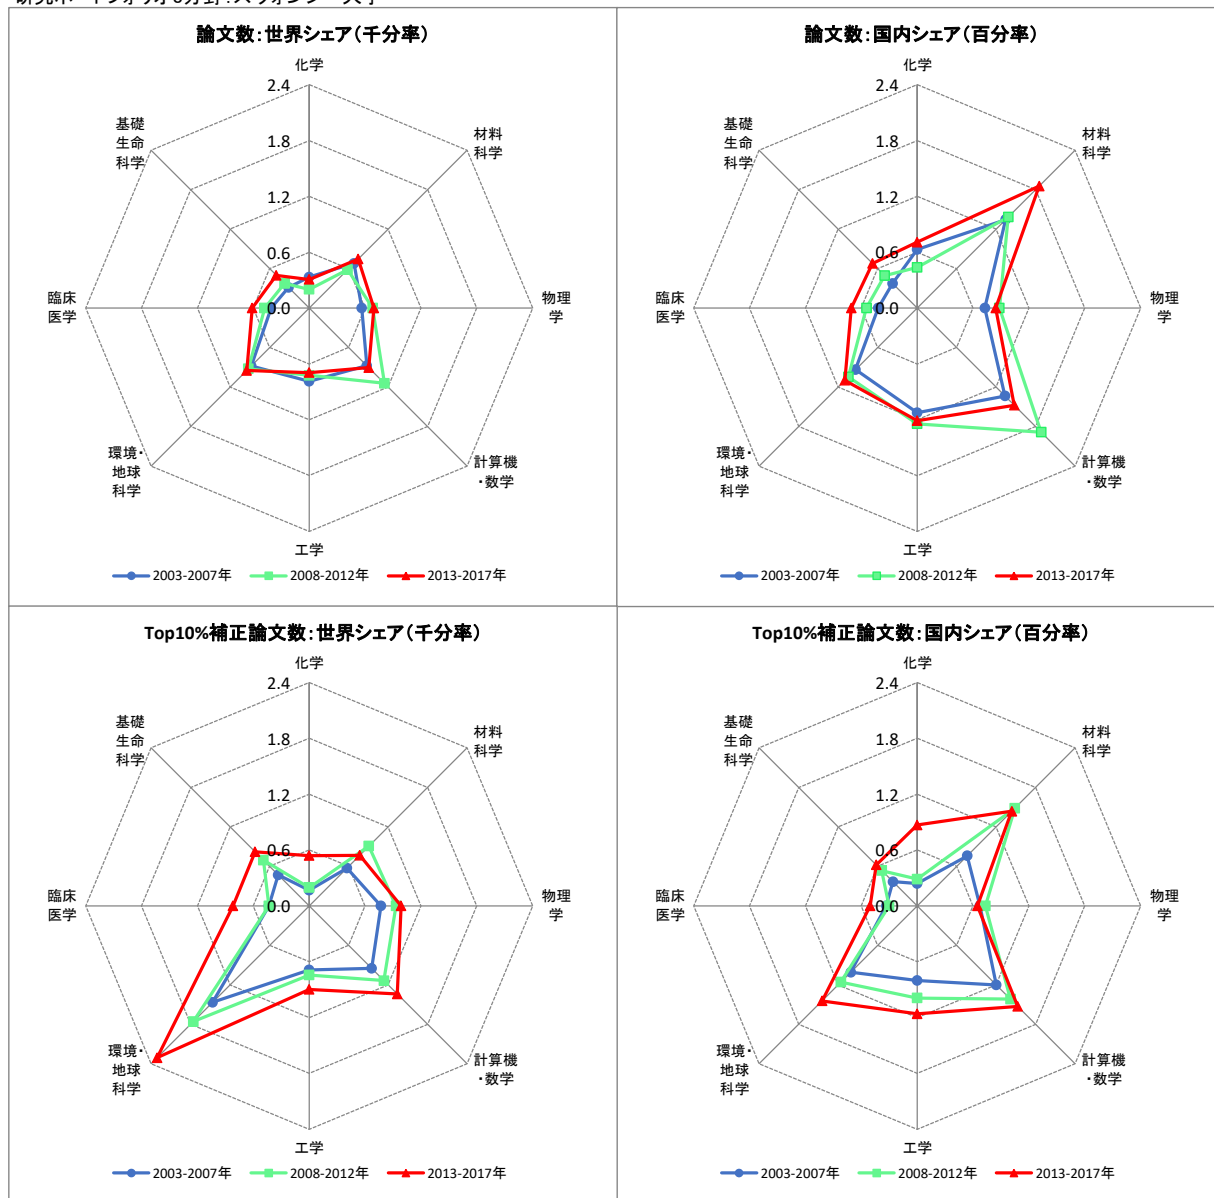 論文数:世界シェア(千分率)
化学
2.4
基礎
生命
科学
材料
科学
1.8
1.2
0.6
臨床
医学
0.0
物理
学
環境・
地球
科学
計算機
・数学
工学
2003-2007年 2008-2012年 2013-2017年
論文数:国内シェア(百分率)
化学
2.4
基礎
生命
科学
材料
科学
1.8
1.2
0.6
臨床
医学
0.0
物理
学
環境・
地球
科学
計算機
・数学
工学
2003-2007年 2008-2012年 2013-2017年
Top10%補正論文数:世界シェア(千分率)
化学
2.4
基礎
生命
科学
材料
科学
1.8
1.2
0.6
臨床
医学
0.0
物理
学
環境・
地球
科学
計算機
・数学
工学
2003-2007年 2008-2012年 2013-2017年
Top10%補正論文数:国内シェア(百分率)
化学
2.4
基礎
生命
科学
材料
科学
1.8
1.2
0.6
臨床
医学
0.0
物理
学
環境・
地球
科学
計算機
・数学
工学
2003-2007年 2008-2012年 2013-2017年